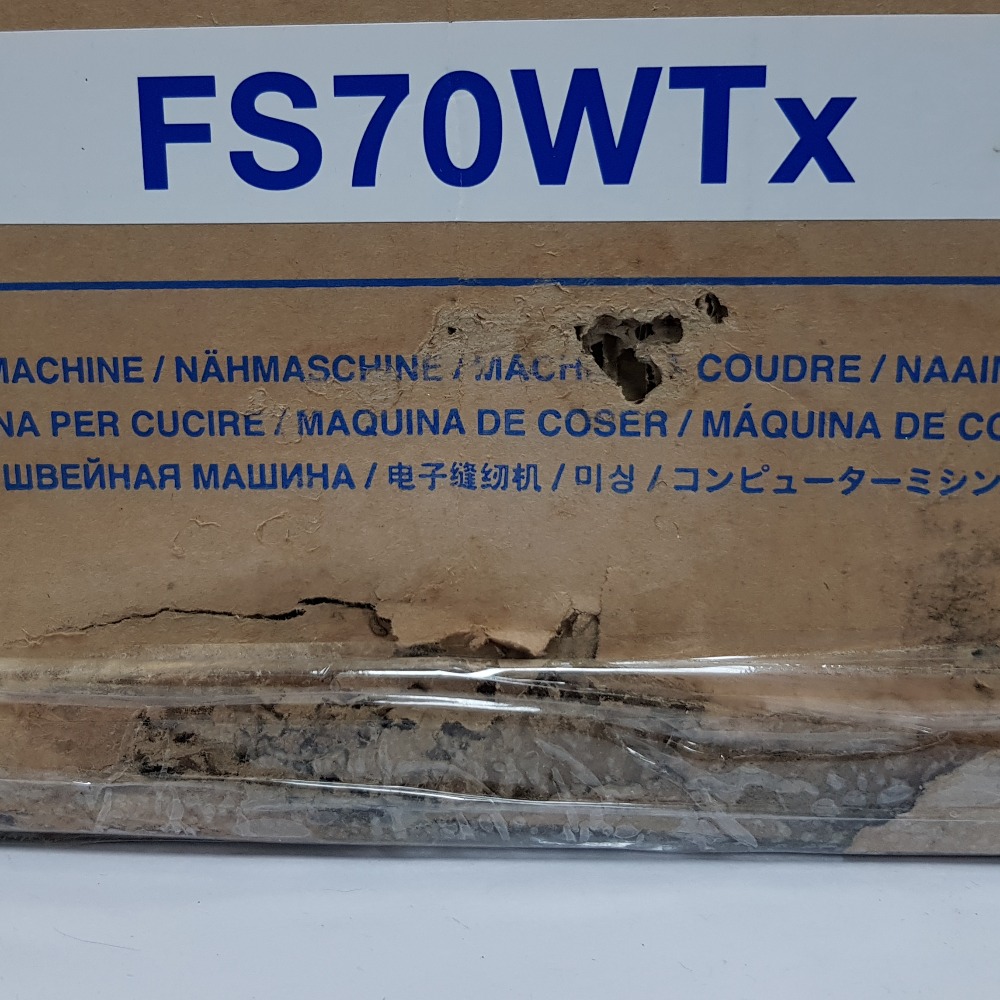 FS70WTx
MACHINE / NÄHMASCHINE / MACH COUDRE / NAAI
NA PER CUCIRE / MAQUINA DE COSER / MÁQUINA DE CO
ШВЕЙНАЯ МАШИНА / 电子缝纫机 / 미싱 / コンピューターミシン